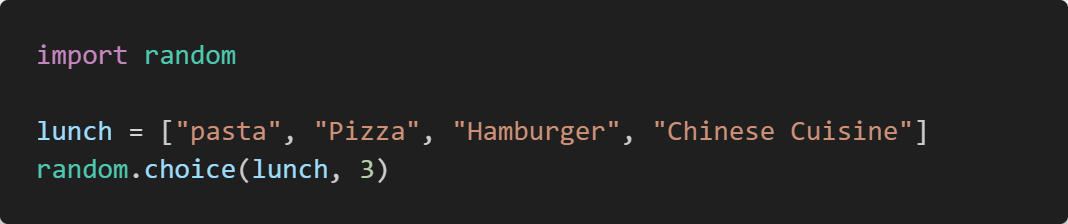 import random
lunch = ["pasta", "Pizza", "Hamburger", "Chinese Cuisine"]
random.choice(lunch, 3)